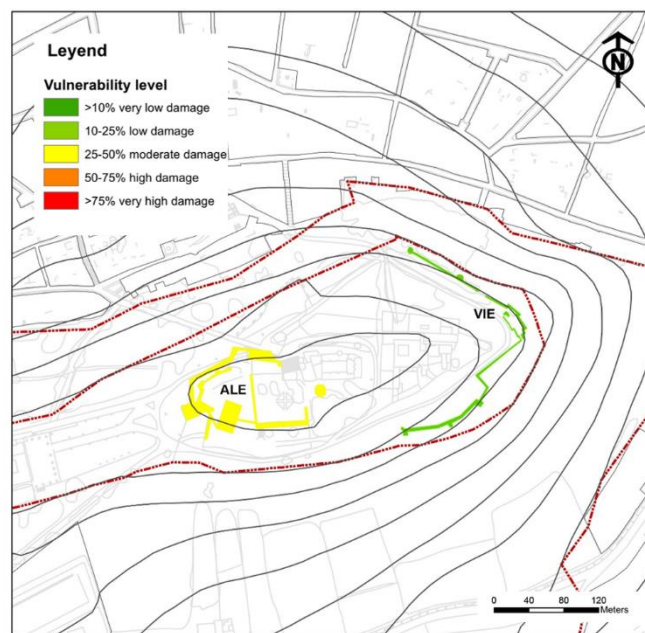 Leyend
N
Vulnerability level
>10% very low damage
10-25% low damage
25-50% moderate damage
50-75% high damage
>75% very high damage
VIE
ALE
0 40 80 120
Meters